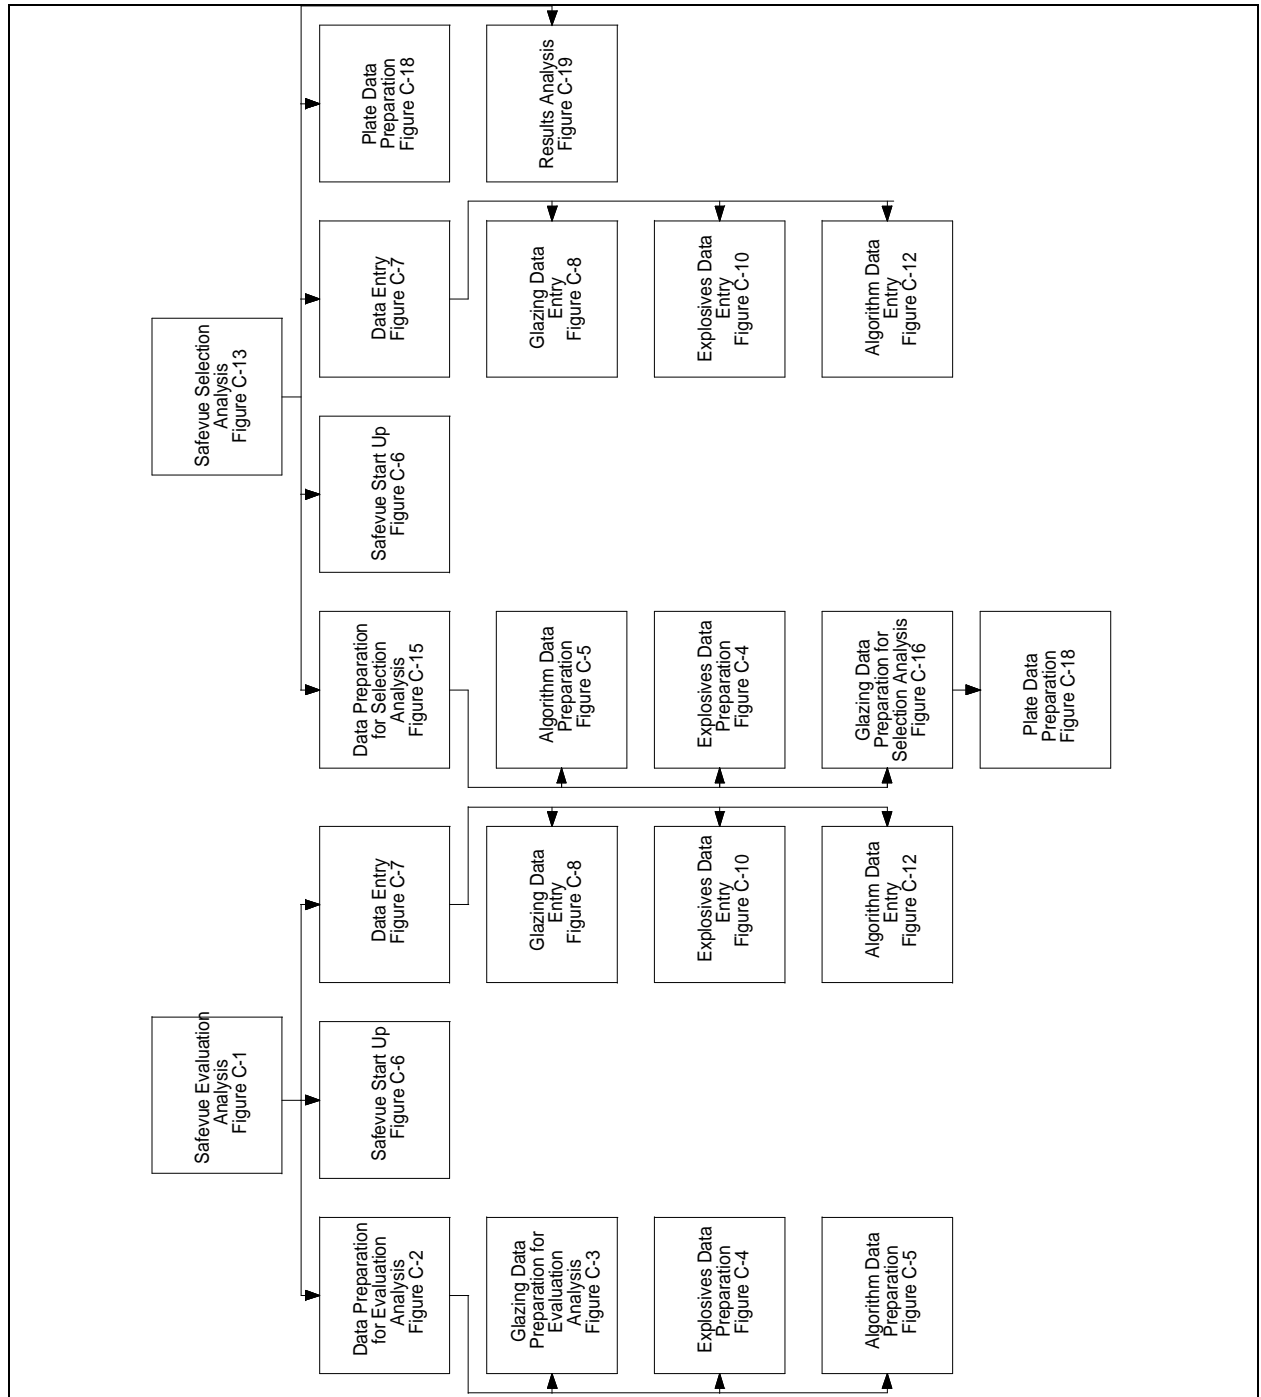 Safevue Evaluation
Analysis
Figure C-1
Data Preparation
for Evaluation
Analysis
Figure C-2
Glazing Data
Preparation for
Evaluation
Analysis
Figure C-3
Explosives Data
Preparation
Figure C-4
Algorithm Data
Preparation
Figure C-5
Safevue Start Up
Figure C-6
Data Entry
Figure C-7
Glazing Data
Entry
Figure C-8
Explosives Data
Entry
Figure C-10
Algorithm Data
Entry
Figure C-12
Safevue Selection
Analysis
Figure C-13
Data Preparation
for Selection
Analysis
Figure C-15
Algorithm Data
Preparation
Figure C-5
Explosives Data
Preparation
Figure C-4
Glazing Data
Preparation for
Selection Analysis
Figure C-16
Plate Data
Preparation
Figure C-18
Safevue Start Up
Figure C-6
Data Entry
Figure C-7
Glazing Data
Entry
Figure C-8
Explosives Data
Entry
Figure C-10
Algorithm Data
Entry
Figure C-12
Plate Data
Preparation
Figure C-18
Results Analysis
Figure C-19